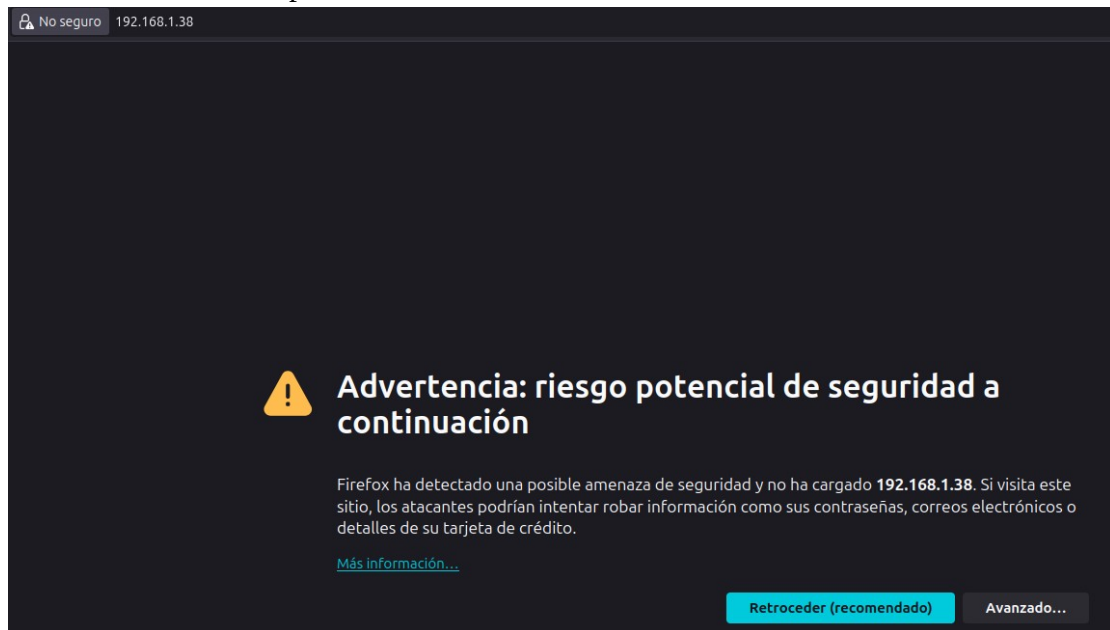 No seguro 192.168.1.38
Advertencia: riesgo potencial de seguridad a
continuación
Firefox ha detectado una posible amenaza de seguridad y no ha cargado 192.168.1.38. Si visita este
sitio, los atacantes podrían intentar robar información como sus contraseñas, correos electrónicos o
detalles de su tarjeta de crédito.
Más información...
Retroceder (recomendado) Avanzado...